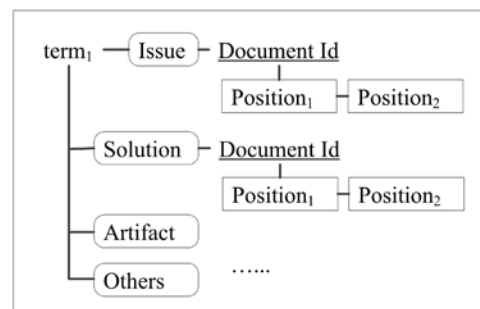 term₁ Issue Document Id
Position₁ Position₂
Solution Document Id
Position₁ Position₂
Artifact
Others ......